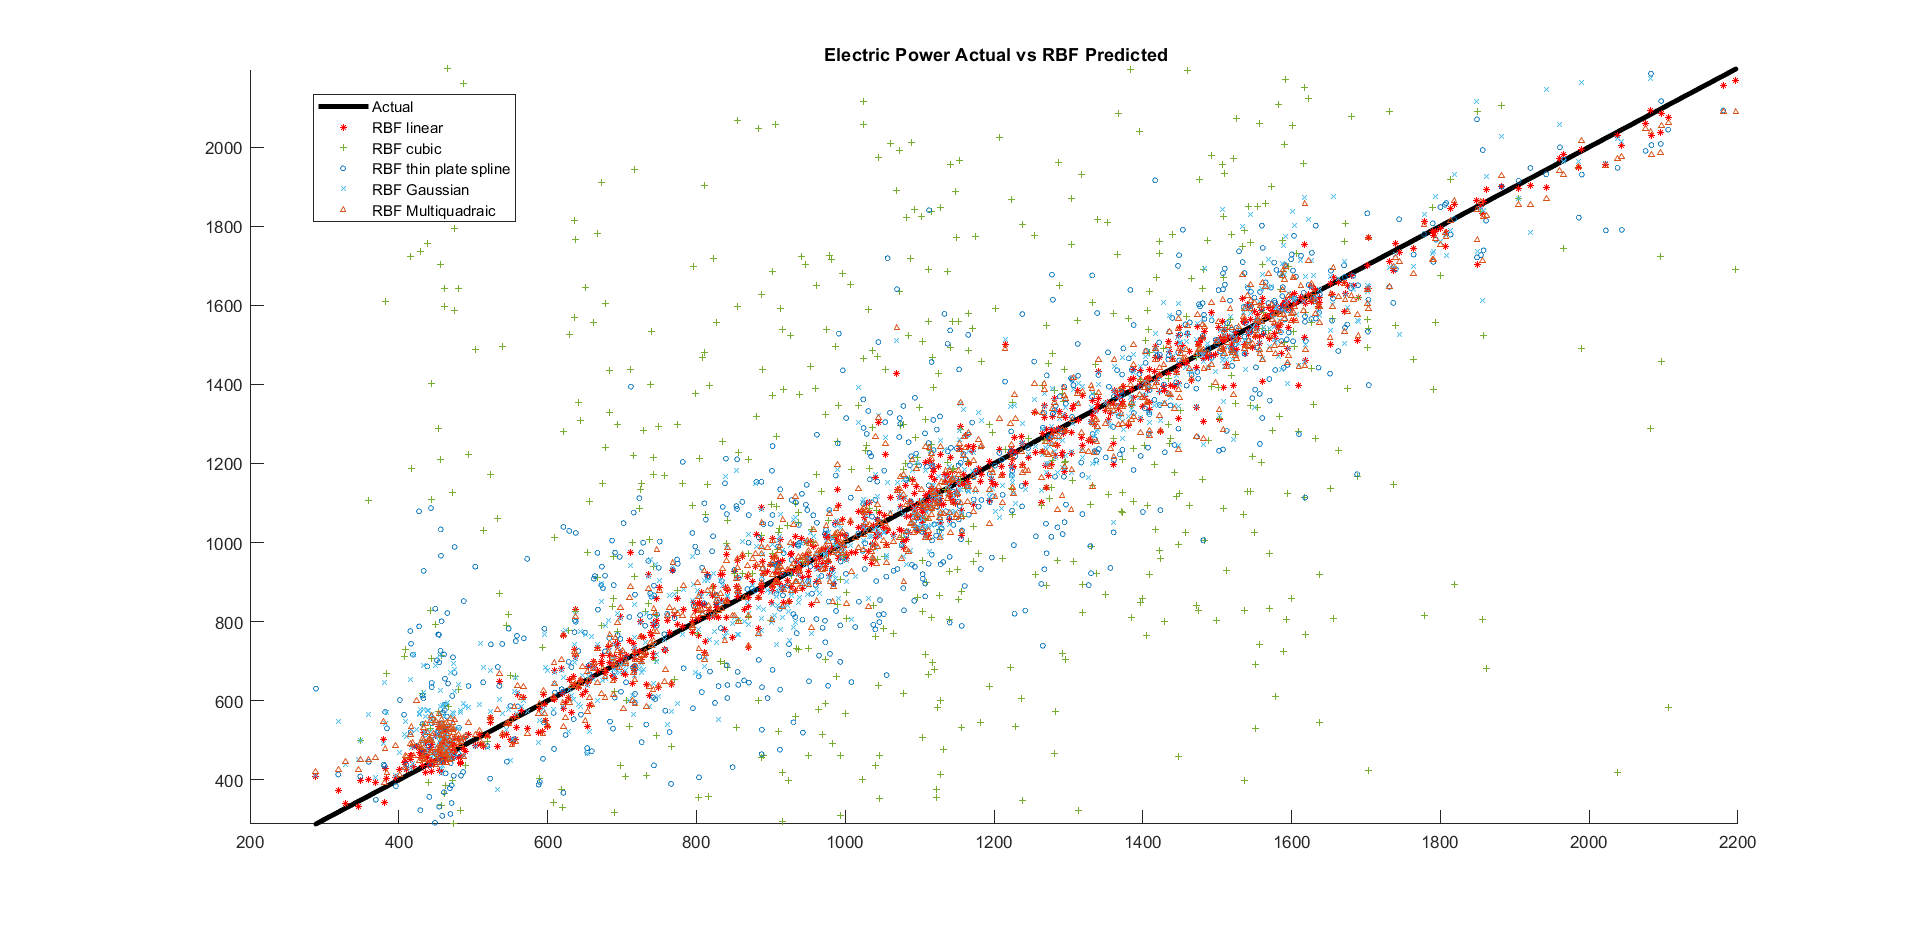 Electric Power Actual vs RBF Predicted
Actual
RBF linear
RBF cubic
RBF thin plate spline
RBF Gaussian
RBF Multiquadraic
2000
1800
1600
1400
1200
1000
800
600
400
200 400 600 800 1000 1200 1400 1600 1800 2000 2200